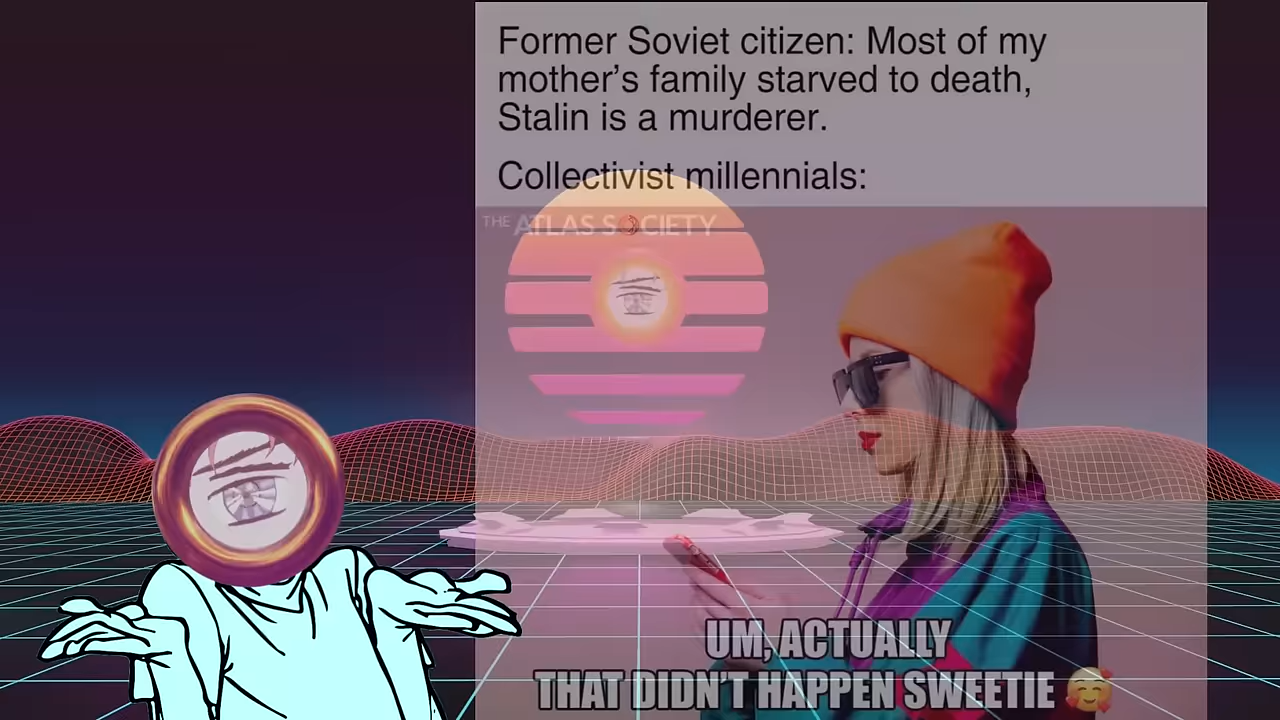 Former Soviet citizen: Most of my
mother’s family starved to death,
Stalin is a murderer.
Collectivist millennials:
THE ATLAS SOCIETY
UM, ACTUALLY
THAT DIDN'T HAPPEN SWEETIE 🥰